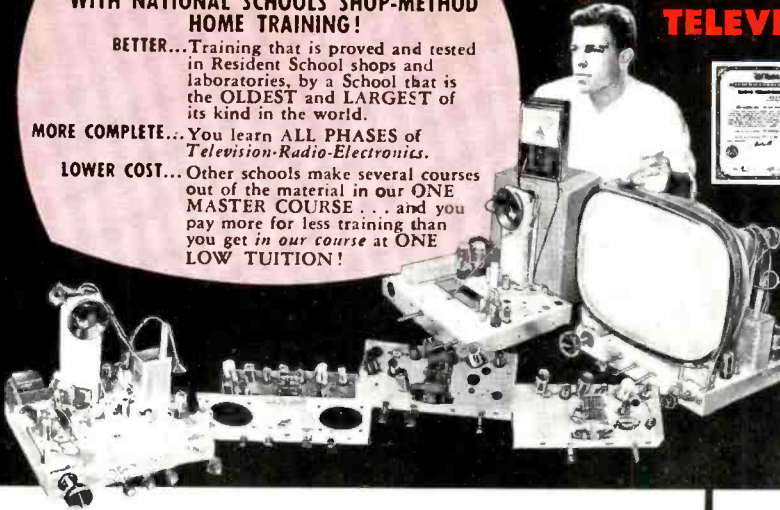 WITH NATIONAL SCHOOLS SHOP-METHOD
HOME TRAINING!
BETTER...Training that is proved and tested
in Resident School shops and
laboratories, by a School that is
the OLDEST and LARGEST of
its kind in the world.
MORE COMPLETE...You learn ALL PHASES of
Television-Radio-Electronics.
LOWER COST...Other schools make several courses
out of the material in our ONE
MASTER COURSE . . . and you
pay more for less training than
you get in our course at ONE
LOW TUITION!
TELEVI